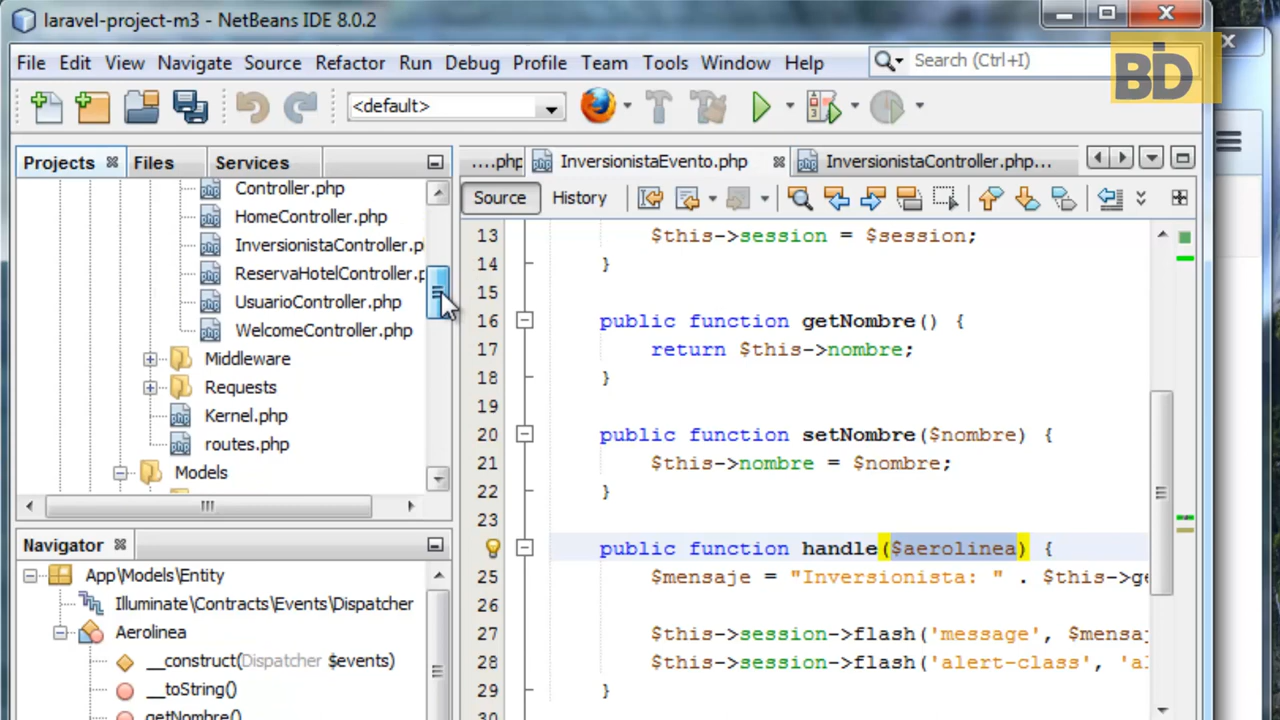 laravel-project-m3 - NetBeans IDE 8.0.2
File Edit View Navigate Source Refactor Run Debug Profile Team Tools Window Help
Search (Ctrl+I)
BD
<default>
Projects Files Services
....php InversionistaEvento.php InversionistaController.php...
Source History
Controller.php
HomeController.php
InversionistaController.p
ReservaHotelController.p
UsuarioController.php
WelcomeController.php
Middleware
Requests
Kernel.php
routes.php
Models
13 $this->session = $session;
14 }
15
16 public function getNombre() {
17 return $this->nombre;
18 }
19
20 public function setNombre($nombre) {
21 $this->nombre = $nombre;
22 }
23
public function handle($aerolinea) {
25 $mensaje = "Inversionista: " . $this->ge
26
27 $this->session->flash('message', $mensaj
28 $this->session->flash('alert-class', 'al
29 }
30
Navigator
App\Models\Entity
Illuminate\Contracts\Events\Dispatcher
Aerolinea
__construct(Dispatcher $events)
__toString()
getNombre()